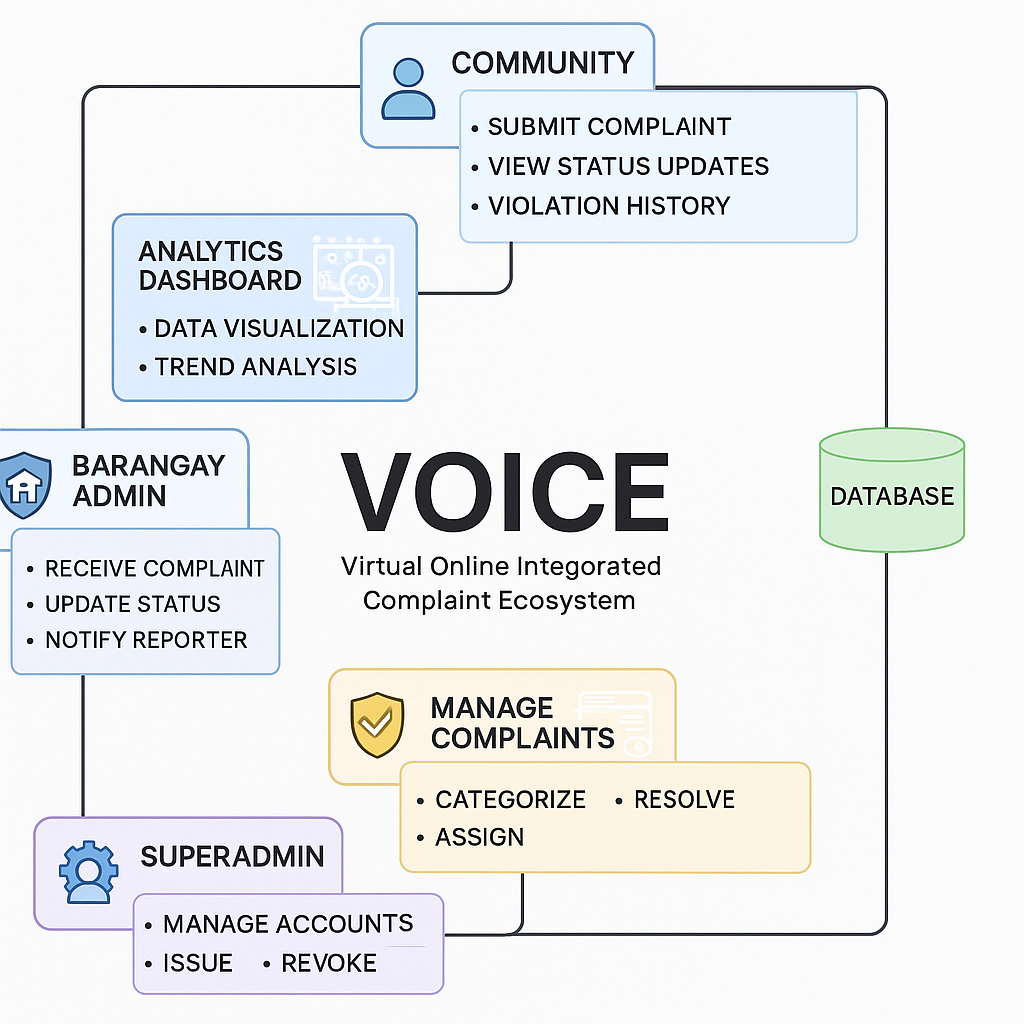 COMMUNITY
• SUBMIT COMPLAINT
• VIEW STATUS UPDATES
• VIOLATION HISTORY
ANALYTICS
DASHBOARD
• DATA VISUALIZATION
• TREND ANALYSIS
BARANGAY
ADMIN
• RECEIVE COMPLAINT
• UPDATE STATUS
• NOTIFY REPORTER
VOICE
Virtual Online Integorated
Complaint Ecosystem
DATABASE
MANAGE
COMPLAINTS
• CATEGORIZE • RESOLVE
• ASSIGN
SUPERADMIN
• MANAGE ACCOUNTS
• ISSUE • REVOKE